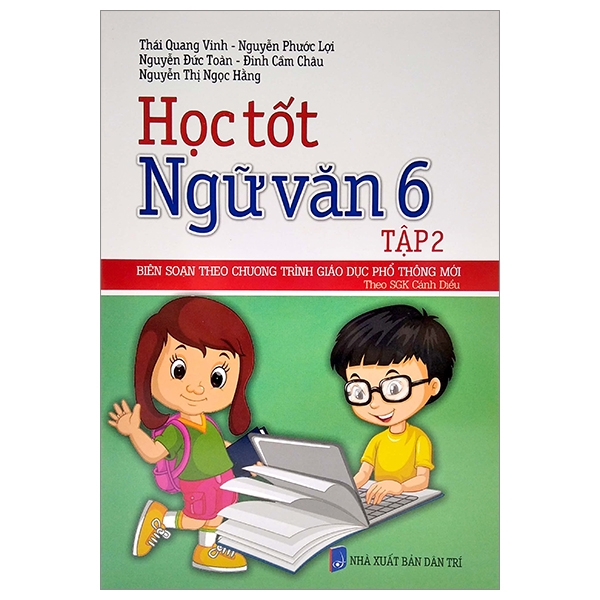 Thái Quang Vinh - Nguyễn Phước Lợi
Nguyễn Đức Toàn - Đinh Cẩm Châu
Nguyễn Thị Ngọc Hằng
Học tốt
Ngữ văn 6
TẬP 2
BIÊN SOẠN THEO CHƯƠNG TRÌNH GIÁO DỤC PHỔ THÔNG MỚI
Theo SGK Cánh Diều
NHÀ XUẤT BẢN DÂN TRÍ